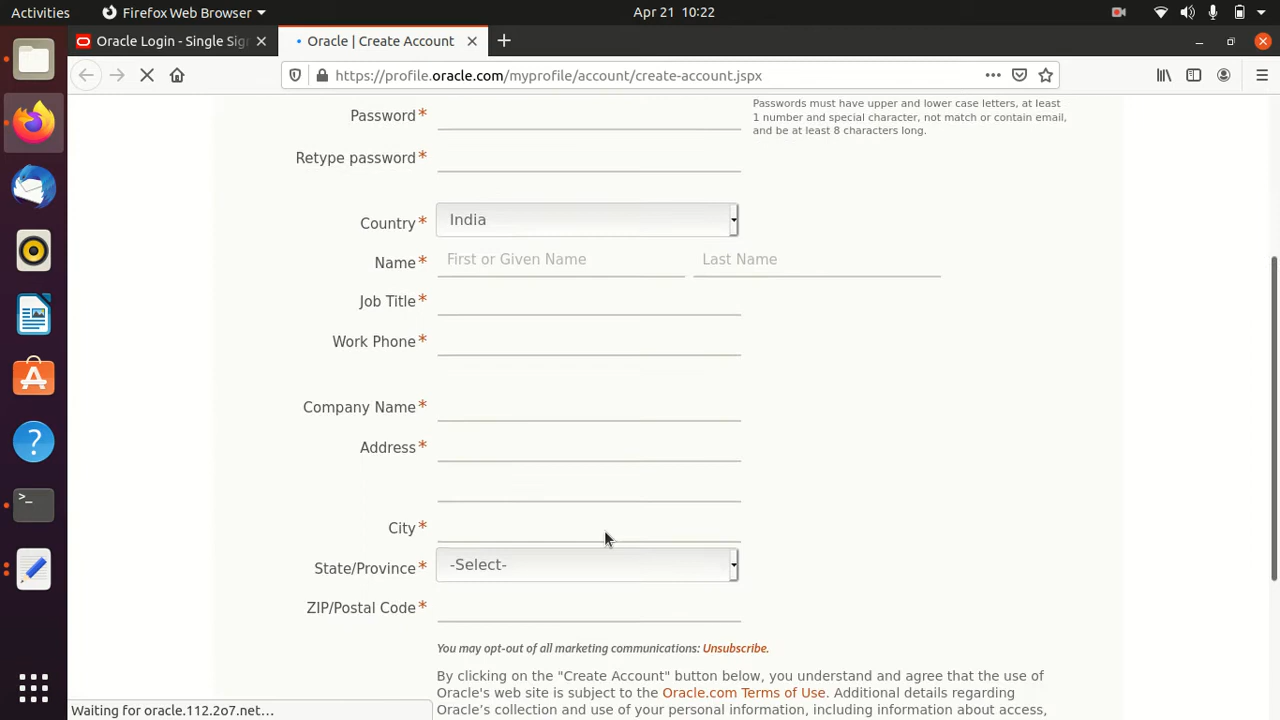 Activities Firefox Web Browser Apr 21 10:22
Oracle Login - Single Sig Oracle | Create Account
https://profile.oracle.com/myprofile/account/create-account.jspx
Password* Passwords must have upper and lower case letters, at least
1 number and special character, not match or contain email,
and be at least 8 characters long.
Retype password*
Country* India
Name* First or Given Name Last Name
Job Title*
Work Phone*
Company Name*
Address*
City*
State/Province* -Select-
ZIP/Postal Code*
You may opt-out of all marketing communications: Unsubscribe.
By clicking on the "Create Account" button below, you understand and agree that the use of
Oracle's web site is subject to the Oracle.com Terms of Use. Additional details regarding
Oracle's collection and use of your personal information, including information about access,
Waiting for oracle.112.2o7.net...